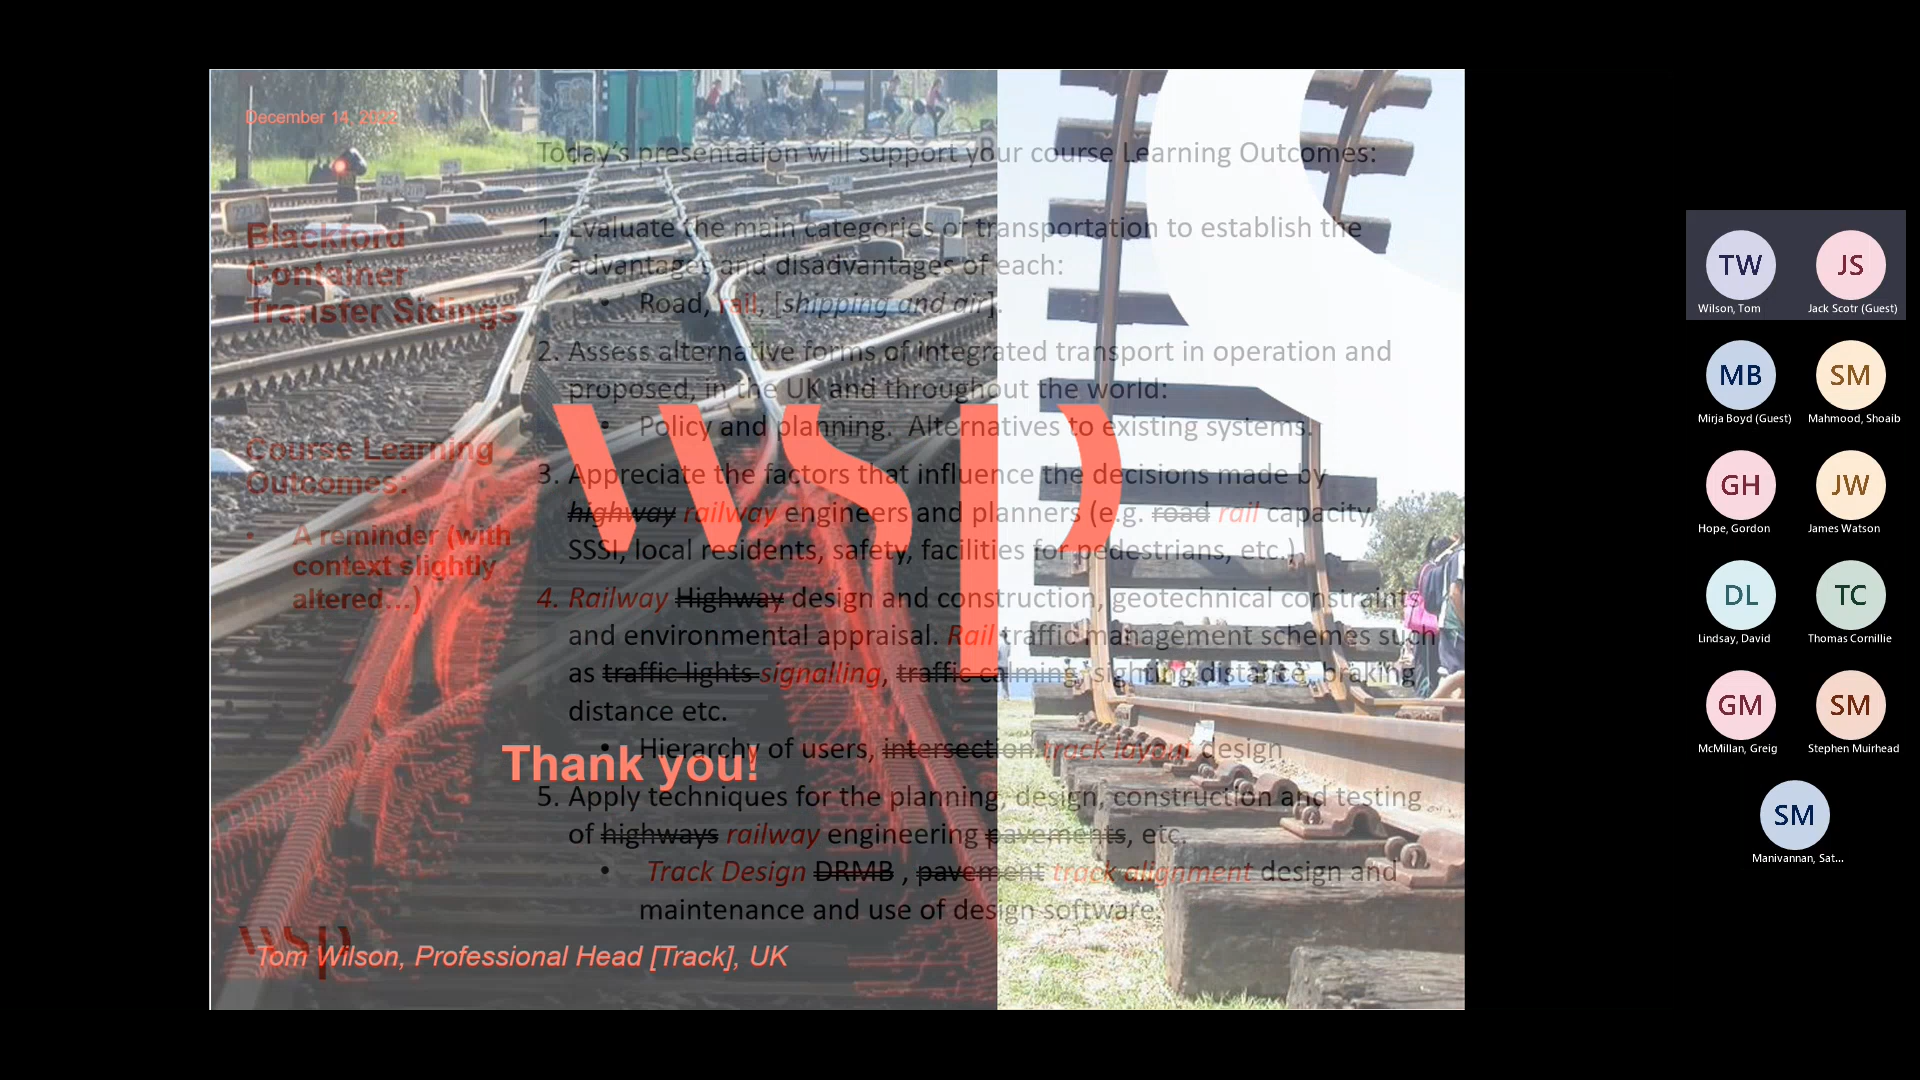 December 14, 2022
Today's presentation will support your course Learning Outcomes:
Blackford
Container
Transfer Sidings
1. Evaluate the main categories of transportation to establish the
advantages and disadvantages of each:
• Road, rail, [shipping and air].
2. Assess alternative forms of integrated transport in operation and
proposed, in the UK and throughout the world:
• Policy and planning. Alternatives to existing systems.
Course Learning
Outcomes:
• A reminder (with
context slightly
altered…)
3. Appreciate the factors that influence the decisions made by
highway railway engineers and planners (e.g. road rail capacity,
SSSI, local residents, safety, facilities for pedestrians, etc.)
4. Railway Highway design and construction, geotechnical constraints
and environmental appraisal. Rail traffic management schemes such
as traffic lights signalling, traffic calming, sighting distance, braking
distance etc.
• Hierarchy of users, intersection track layout design
5. Apply techniques for the planning, design, construction and testing
of highways railway engineering pavements, etc.
• Track Design DRMB , pavement track alignment design and
maintenance and use of design software.
wsp
Thank you!
wsp
Tom Wilson, Professional Head [Track], UK
TW
Wilson, Tom
JS
Jack Scotr (Guest)
MB
Mirja Boyd (Guest)
SM
Mahmood, Shoaib
GH
Hope, Gordon
JW
James Watson
DL
Lindsay, David
TC
Thomas Cornillie
GM
McMillan, Greig
SM
Stephen Muirhead
SM
Manivannan, Sat...